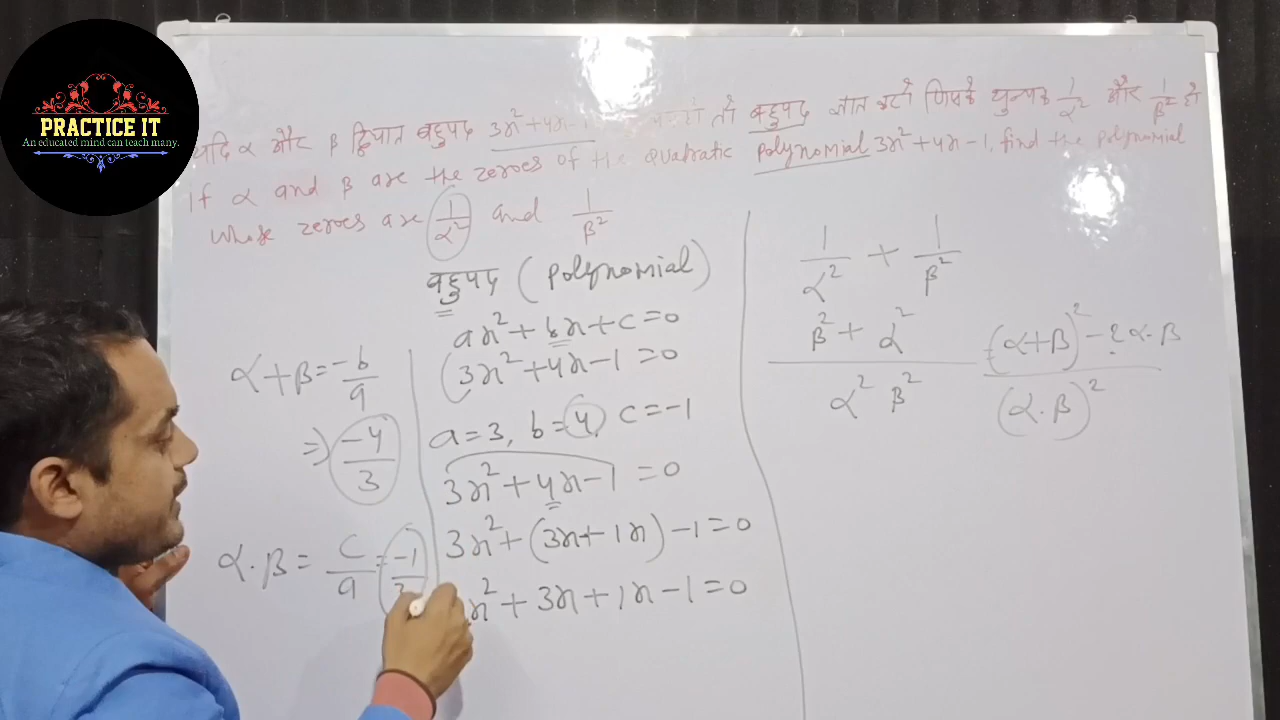 PRACTICE IT
An educated mind can teach many.
यदि α और β द्विघात बहुपद 3x²+4x-1 तो बहुपद ज्ञात करो जिसके शून्यक 1/α² और 1/β² हो
If α and β are the zeroes of the quadratic polynomial 3x²+4x-1, find the polynomial
whose zeroes are 1/α² and 1/β²
बहुपद (polynomial)
ax²+bx+c=0
(3x²+4x-1=0
a=3, b=4, c=-1
3x²+4x-1=0
3x²+(3x+1x)-1=0
x²+3x+1x-1=0
α+β=-b/a
⇒ -4/3
α.β= c/a = -1/3
1/α² + 1/β²
β²+α² / α² β² = (α+β)²-2α.β / (α.β)²